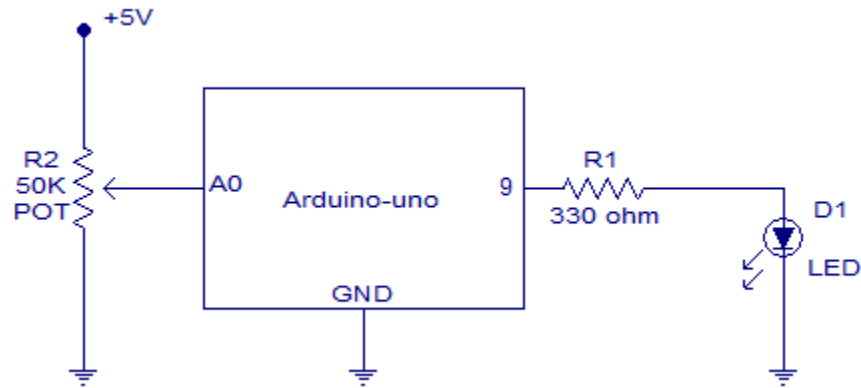 +5V
R2
50K
POT
A0
Arduino-uno
9
GND
R1
330 ohm
D1
LED